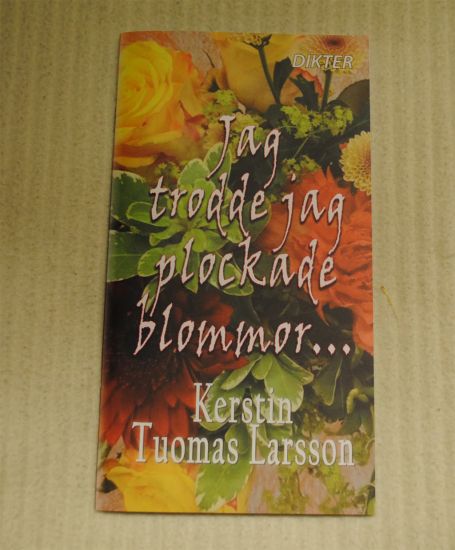 DIKTER
Jag
trodde jag
plockade
blommor...
Kerstin
Tuomas Larsson